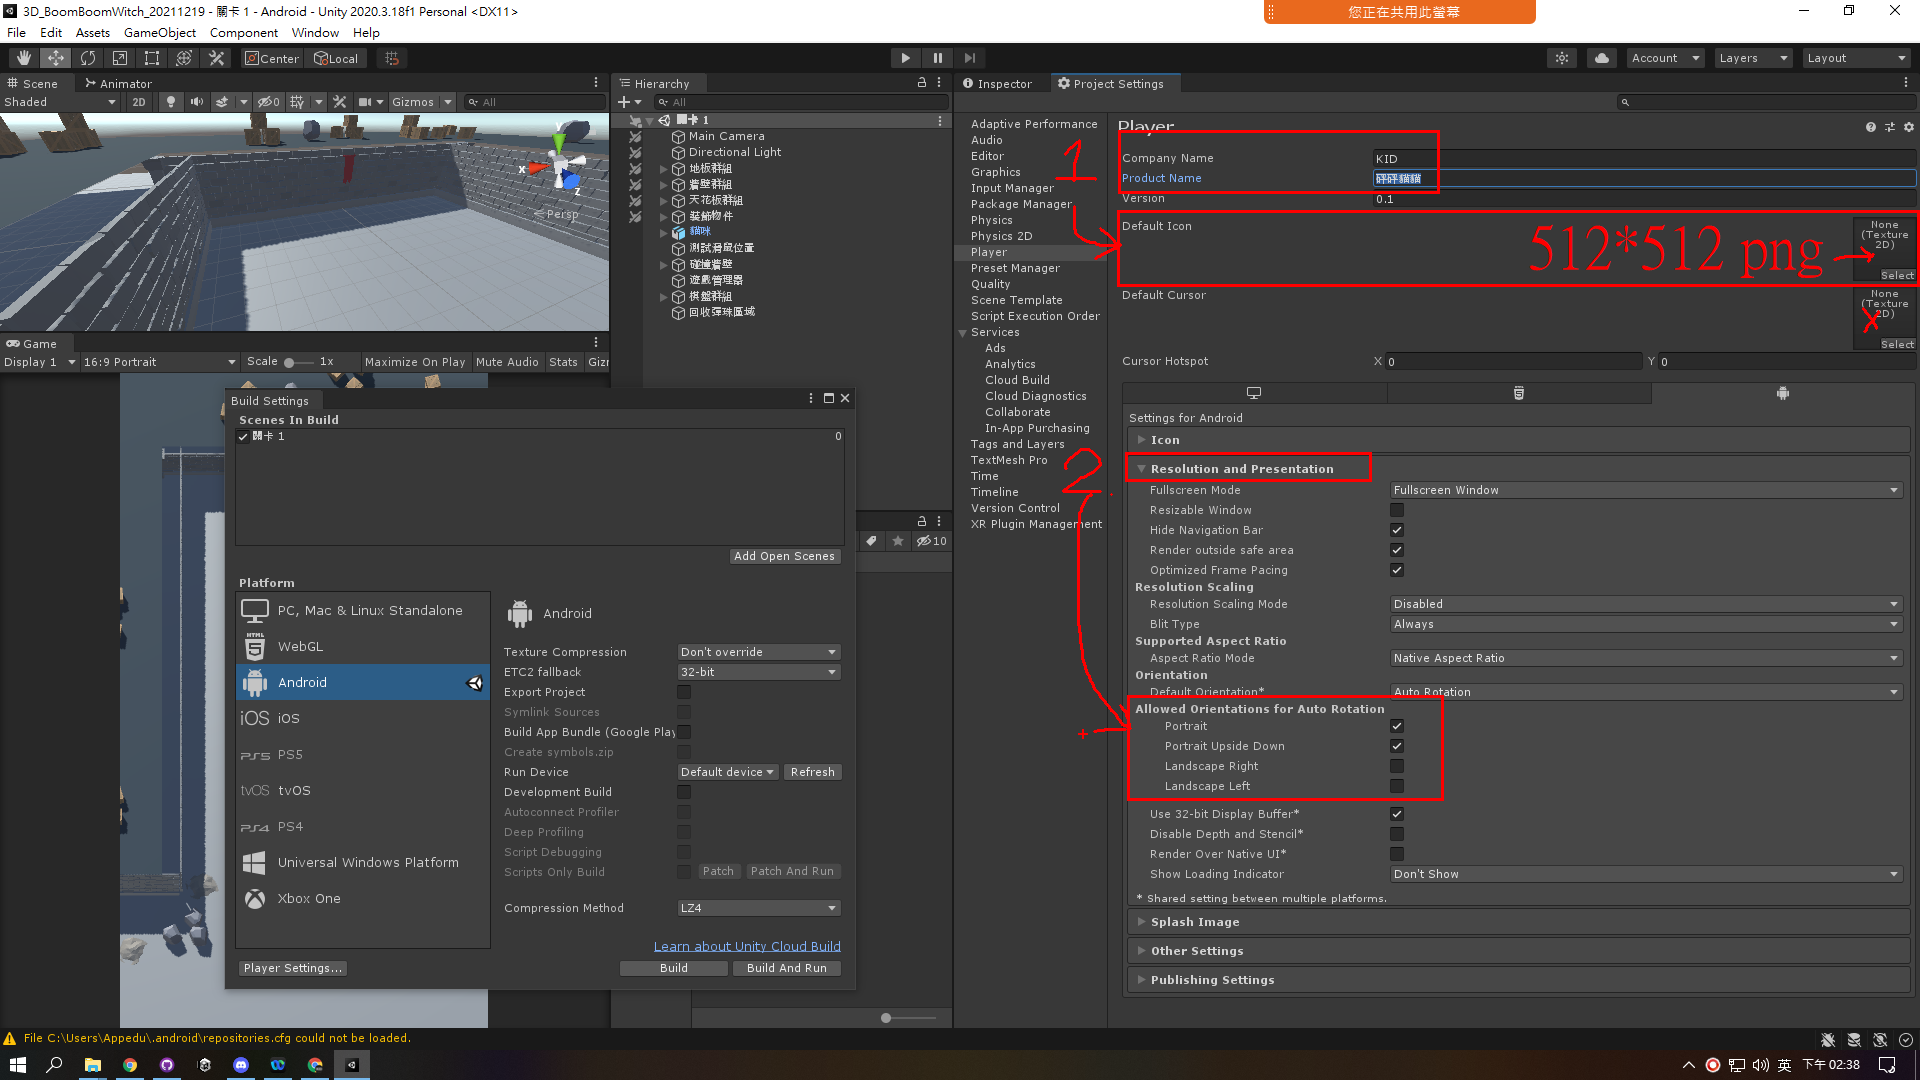 3D_BoomBoomWitch_20211219 - 關卡 1 - Android - Unity 2020.3.18f1 Personal <DX11>
您正在共用此螢幕
File Edit Assets GameObject Component Window Help
Center Local
Account Layers Layout
Scene Animator
Shaded 2D 0 Gizmos All
Persp
x y z
Hierarchy
All
關卡 1
Main Camera
Directional Light
地板群組
牆壁群組
天花板群組
裝飾物件
貓咪
測試滑鼠位置
碰撞牆壁
遊戲管理器
棋盤群組
回收彈珠區域
10
Game
Display 1 16:9 Portrait Scale 1x Maximize On Play Mute Audio Stats Giz
Build Settings
Scenes In Build
關卡 1 0
Add Open Scenes
Platform
PC, Mac & Linux Standalone
HTML WebGL
Android
iOS iOS
PS5 PS5
tvOS tvOS
PS4 PS4
Universal Windows Platform
Xbox One
Android
Texture Compression Don't override
ETC2 fallback 32-bit
Export Project
Symlink Sources
Build App Bundle (Google Play
Create symbols.zip
Run Device Default device Refresh
Development Build
Autoconnect Profiler
Deep Profiling
Script Debugging
Scripts Only Build Patch Patch And Run
Compression Method LZ4
Learn about Unity Cloud Build
Player Settings... Build Build And Run
Inspector Project Settings
Adaptive Performance
Audio
Editor
Graphics
Input Manager
Package Manager
Physics
Physics 2D
Player
Preset Manager
Quality
Scene Template
Script Execution Order
Services
Ads
Analytics
Cloud Build
Cloud Diagnostics
Collaborate
In-App Purchasing
Tags and Layers
TextMesh Pro
Time
Timeline
Version Control
XR Plugin Management
1
2
Player
Company Name KID
Product Name 砰砰貓貓
Version 0.1
Default Icon
512*512 png
None (Texture 2D)
Select
Default Cursor
None (Texture 2D)
X
Select
Cursor Hotspot X 0 Y 0
Settings for Android
Icon
Resolution and Presentation
Fullscreen Mode Fullscreen Window
Resizable Window
Hide Navigation Bar
Render outside safe area
Optimized Frame Pacing
Resolution Scaling
Resolution Scaling Mode Disabled
Blit Type Always
Supported Aspect Ratio
Aspect Ratio Mode Native Aspect Ratio
Orientation
Default Orientation* Auto Rotation
Allowed Orientations for Auto Rotation
Portrait
Portrait Upside Down
Landscape Right
Landscape Left
Use 32-bit Display Buffer*
Disable Depth and Stencil*
Render Over Native UI*
Show Loading Indicator Don't Show
* Shared setting between multiple platforms.
Splash Image
Other Settings
Publishing Settings
File C:\Users\Appedu\.android\repositories.cfg could not be loaded.
英 下午 02:38